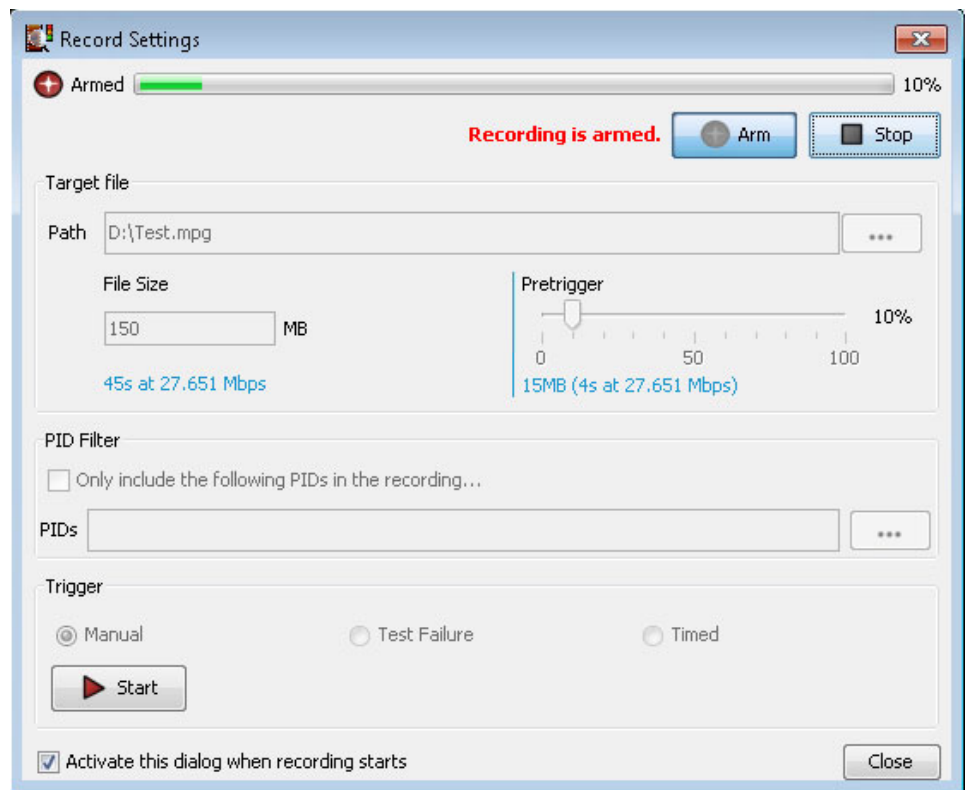 Record Settings
Armed 10%
Recording is armed. Arm Stop
Target file
Path D:\Test.mpg ...
File Size Pretrigger
150 MB 10%
0 50 100
45s at 27.651 Mbps 15MB (4s at 27.651 Mbps)
PID Filter
Only include the following PIDs in the recording...
PIDs ...
Trigger
Manual Test Failure Timed
Start
Activate this dialog when recording starts Close